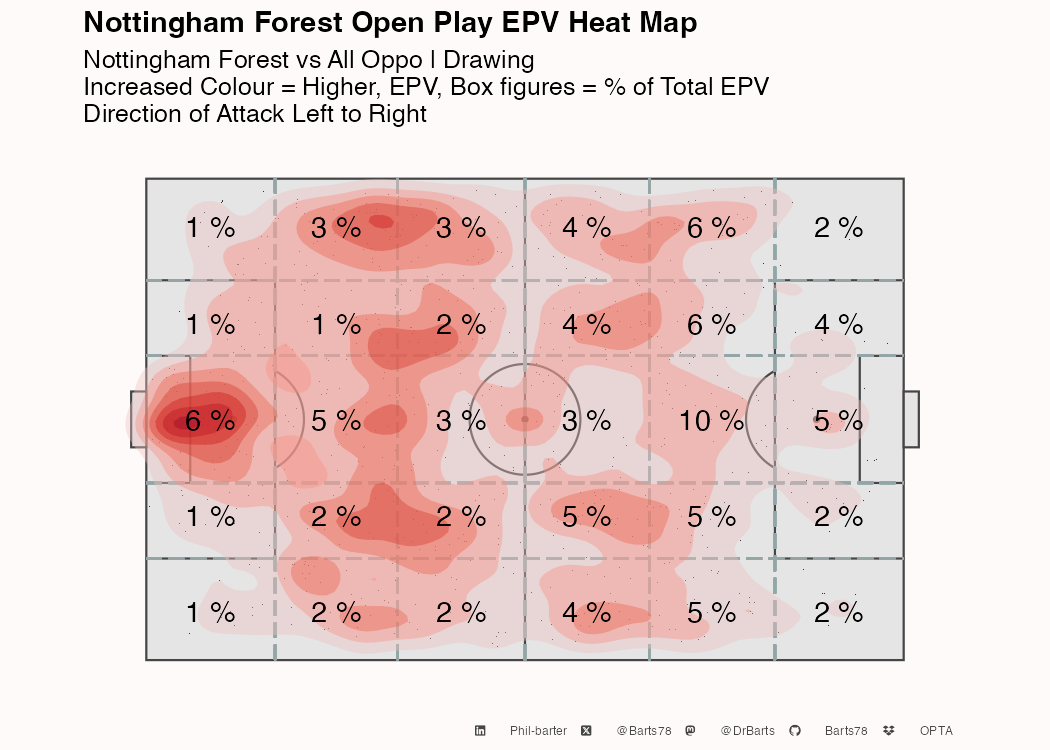 Nottingham Forest Open Play EPV Heat Map
Nottingham Forest vs All Oppo | Drawing
Increased Colour = Higher, EPV, Box figures = % of Total EPV
Direction of Attack Left to Right
1 % 3 % 3 % 4 % 6 % 2 %
1 % 1 % 2 % 4 % 6 % 4 %
6 % 5 % 3 % 3 % 10 % 5 %
1 % 2 % 2 % 5 % 5 % 2 %
1 % 2 % 2 % 4 % 5 % 2 %
Phil-barter @Barts78 @DrBarts Barts78 OPTA